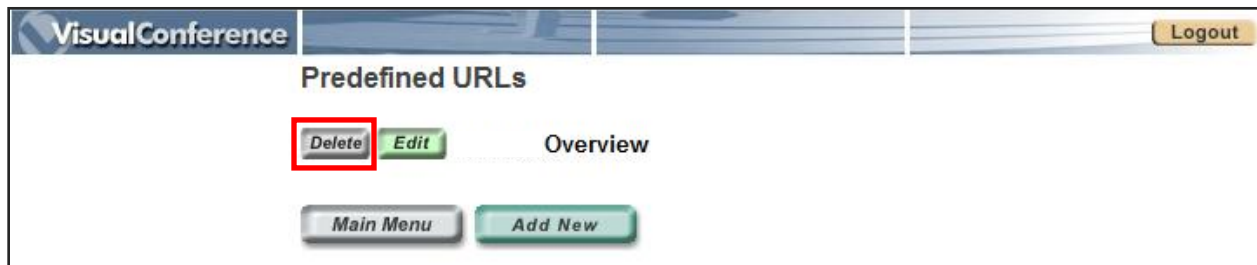 VisualConference Logout
Predefined URLs
Delete Edit Overview
Main Menu Add New